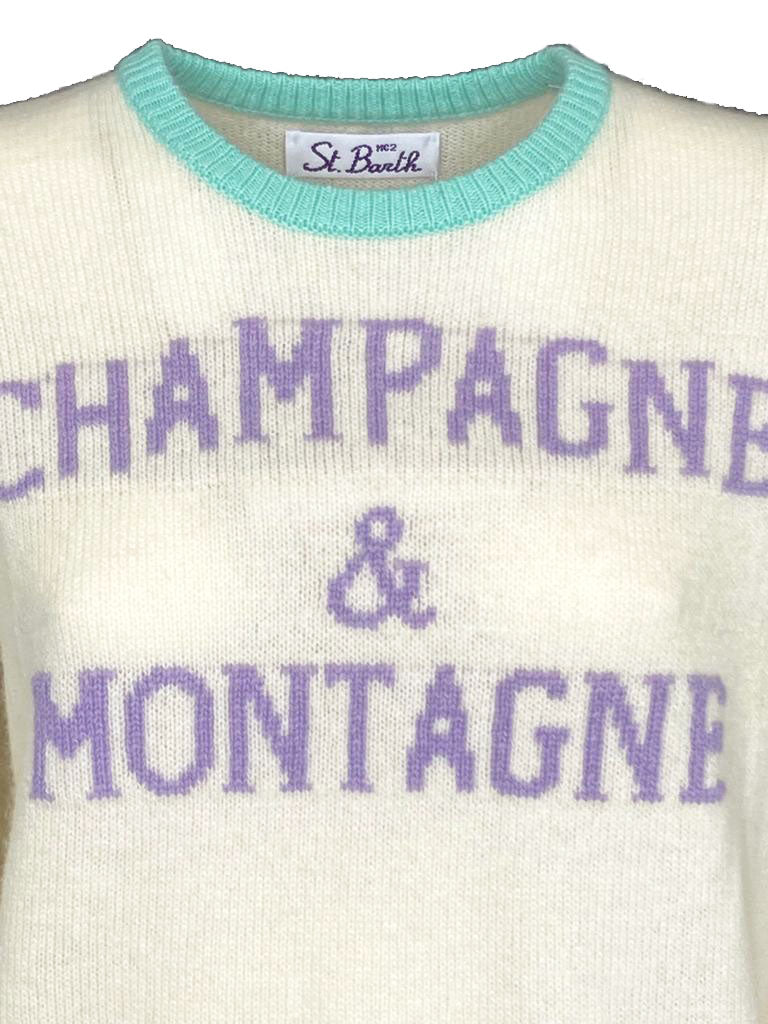 MC2
St. Barth
CHAMPAGNE
&
MONTAGNE